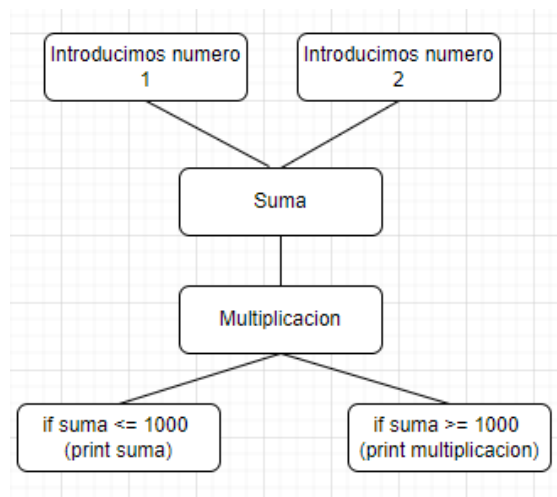 Introducimos numero
1
Introducimos numero
2
Suma
Multiplicacion
if suma <= 1000
(print suma)
if suma >= 1000
(print multiplicacion)